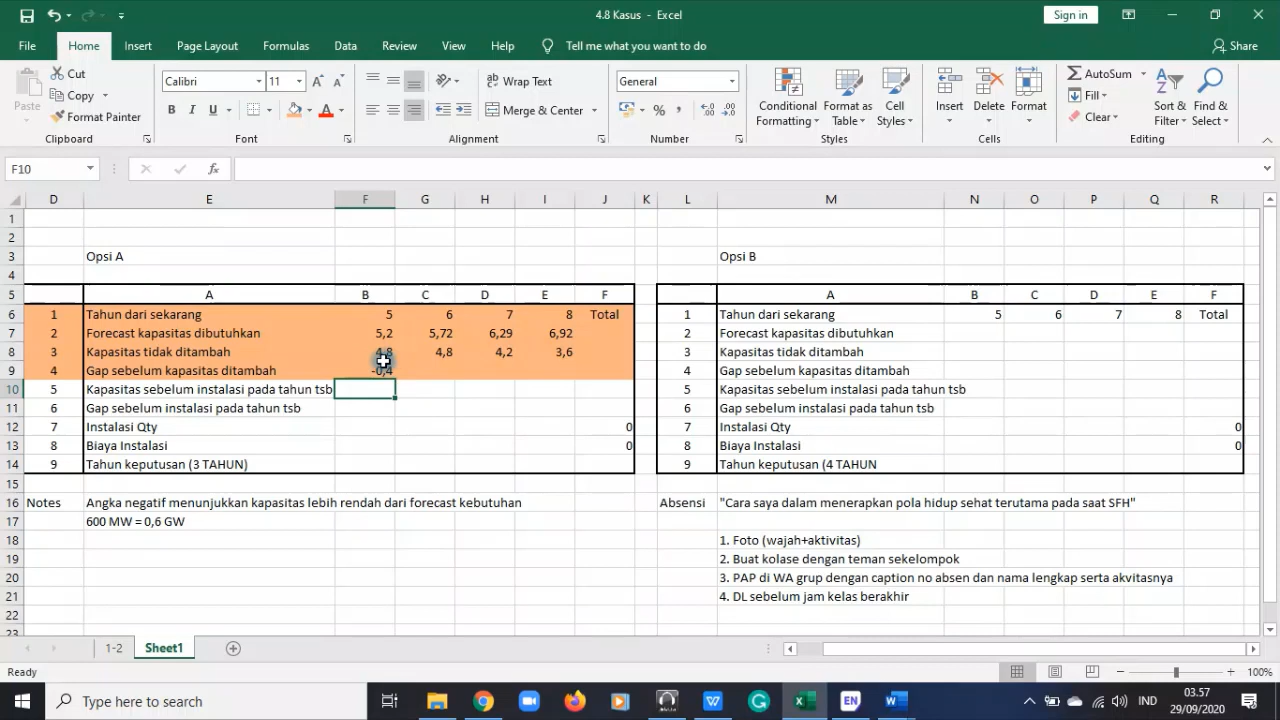 4.8 Kasus - Excel
Sign in
File Home Insert Page Layout Formulas Data Review View Help Tell me what you want to do Share
Paste Cut Copy Format Painter
Calibri 11
B I U
Wrap Text
Merge & Center
General
Conditional Formatting Format as Table Cell Styles
Insert Delete Format
AutoSum Fill Clear
Sort & Filter Find & Select
Clipboard Font Alignment Number Styles Cells Editing
F10 fx
D E F G H I J K L M N O P Q R
1
2
3 Opsi A Opsi B
4
5 A B C D E F A B C D E F
6 1 Tahun dari sekarang 5 6 7 8 Total 1 Tahun dari sekarang 5 6 7 8 Total
7 2 Forecast kapasitas dibutuhkan 5,2 5,72 6,29 6,92 2 Forecast kapasitas dibutuhkan
8 3 Kapasitas tidak ditambah 4,8 4,8 4,2 3,6 3 Kapasitas tidak ditambah
9 4 Gap sebelum kapasitas ditambah -0,4 4 Gap sebelum kapasitas ditambah
10 5 Kapasitas sebelum instalasi pada tahun tsb 5 Kapasitas sebelum instalasi pada tahun tsb
11 6 Gap sebelum instalasi pada tahun tsb 6 Gap sebelum instalasi pada tahun tsb
12 7 Instalasi Qty 0 7 Instalasi Qty 0
13 8 Biaya Instalasi 0 8 Biaya Instalasi 0
14 9 Tahun keputusan (3 TAHUN) 9 Tahun keputusan (4 TAHUN
15
16 Notes Angka negatif menunjukkan kapasitas lebih rendah dari forecast kebutuhan Absensi "Cara saya dalam menerapkan pola hidup sehat terutama pada saat SFH"
17 600 MW = 0,6 GW
18 1. Foto (wajah+aktivitas)
19 2. Buat kolase dengan teman sekelompok
20 3. PAP di WA grup dengan caption no absen dan nama lengkap serta akvitasnya
21 4. DL sebelum jam kelas berakhir
22
23
1-2 Sheet1
Ready 100%
Type here to search
EN
IND
03.57
29/09/2020